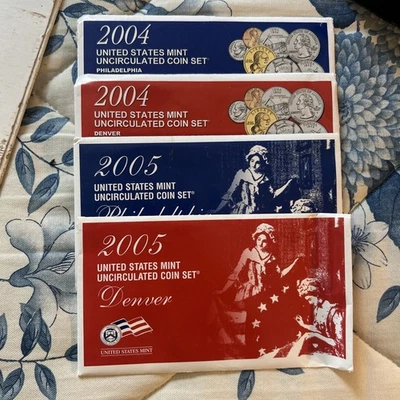 2004
UNITED STATES MINT
UNCIRCULATED COIN SET
PHILADELPHIA
2004
UNITED STATES MINT
UNCIRCULATED COIN SET
DENVER
2005
UNITED STATES MINT
UNCIRCULATED COIN SET®
Philadelphia
2005
UNITED STATES MINT
UNCIRCULATED COIN SET®
Denver
UNITED STATES MINT